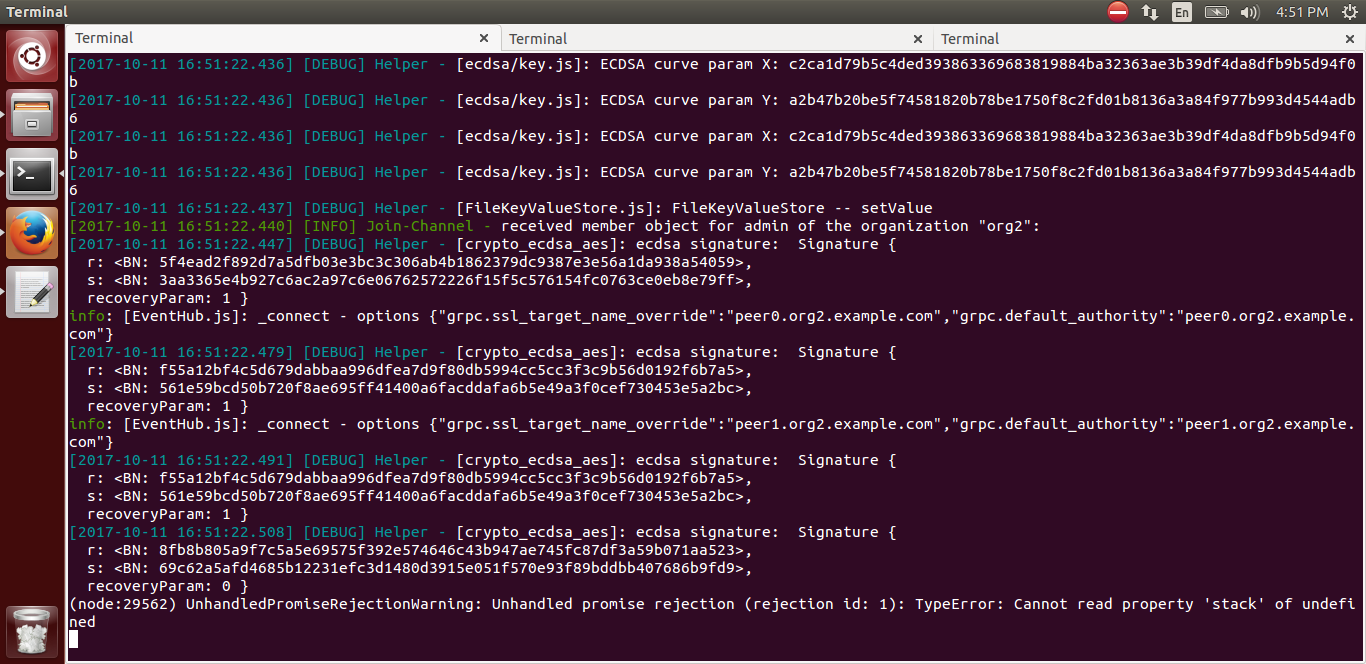 Terminal
En
4:51 PM
Terminal × Terminal × Terminal ×
[2017-10-11 16:51:22.436] [DEBUG] Helper - [ecdsa/key.js]: ECDSA curve param X: c2ca1d79b5c4ded393863369683819884ba32363ae3b39df4da8dfb9b5d94f0
b
[2017-10-11 16:51:22.436] [DEBUG] Helper - [ecdsa/key.js]: ECDSA curve param Y: a2b47b20be5f74581820b78be1750f8c2fd01b8136a3a84f977b993d4544adb
6
[2017-10-11 16:51:22.436] [DEBUG] Helper - [ecdsa/key.js]: ECDSA curve param X: c2ca1d79b5c4ded393863369683819884ba32363ae3b39df4da8dfb9b5d94f0
b
[2017-10-11 16:51:22.436] [DEBUG] Helper - [ecdsa/key.js]: ECDSA curve param Y: a2b47b20be5f74581820b78be1750f8c2fd01b8136a3a84f977b993d4544adb
6
[2017-10-11 16:51:22.437] [DEBUG] Helper - [FileKeyValueStore.js]: FileKeyValueStore -- setValue
[2017-10-11 16:51:22.440] [INFO] Join-Channel - received member object for admin of the organization "org2":
[2017-10-11 16:51:22.447] [DEBUG] Helper - [crypto_ecdsa_aes]: ecdsa signature:  Signature {
  r: <BN: 5f4ead2f892d7a5dfb03e3bc3c306ab4b1862379dc9387e3e56a1da938a54059>,
  s: <BN: 3aa3365e4b927c6ac2a97c6e06762572226f15f5c576154fc0763ce0eb8e79ff>,
  recoveryParam: 1 }
info: [EventHub.js]: _connect - options {"grpc.ssl_target_name_override":"peer0.org2.example.com","grpc.default_authority":"peer0.org2.example.
com"}
[2017-10-11 16:51:22.479] [DEBUG] Helper - [crypto_ecdsa_aes]: ecdsa signature:  Signature {
  r: <BN: f55a12bf4c5d679dabbaa996dfea7d9f80db5994cc5cc3f3c9b56d0192f6b7a5>,
  s: <BN: 561e59bcd50b720f8ae695ff41400a6facddafa6b5e49a3f0cef730453e5a2bc>,
  recoveryParam: 1 }
info: [EventHub.js]: _connect - options {"grpc.ssl_target_name_override":"peer1.org2.example.com","grpc.default_authority":"peer1.org2.example.
com"}
[2017-10-11 16:51:22.491] [DEBUG] Helper - [crypto_ecdsa_aes]: ecdsa signature:  Signature {
  r: <BN: f55a12bf4c5d679dabbaa996dfea7d9f80db5994cc5cc3f3c9b56d0192f6b7a5>,
  s: <BN: 561e59bcd50b720f8ae695ff41400a6facddafa6b5e49a3f0cef730453e5a2bc>,
  recoveryParam: 1 }
[2017-10-11 16:51:22.508] [DEBUG] Helper - [crypto_ecdsa_aes]: ecdsa signature:  Signature {
  r: <BN: 8fb8b805a9f7c5a5e69575f392e574646c43b947ae745fc87df3a59b071aa523>,
  s: <BN: 69c62a5afd4685b12231efc3d1480d3915e051f570e93f89bddbb407686b9fd9>,
  recoveryParam: 0 }
(node:29562) UnhandledPromiseRejectionWarning: Unhandled promise rejection (rejection id: 1): TypeError: Cannot read property 'stack' of undefi
ned